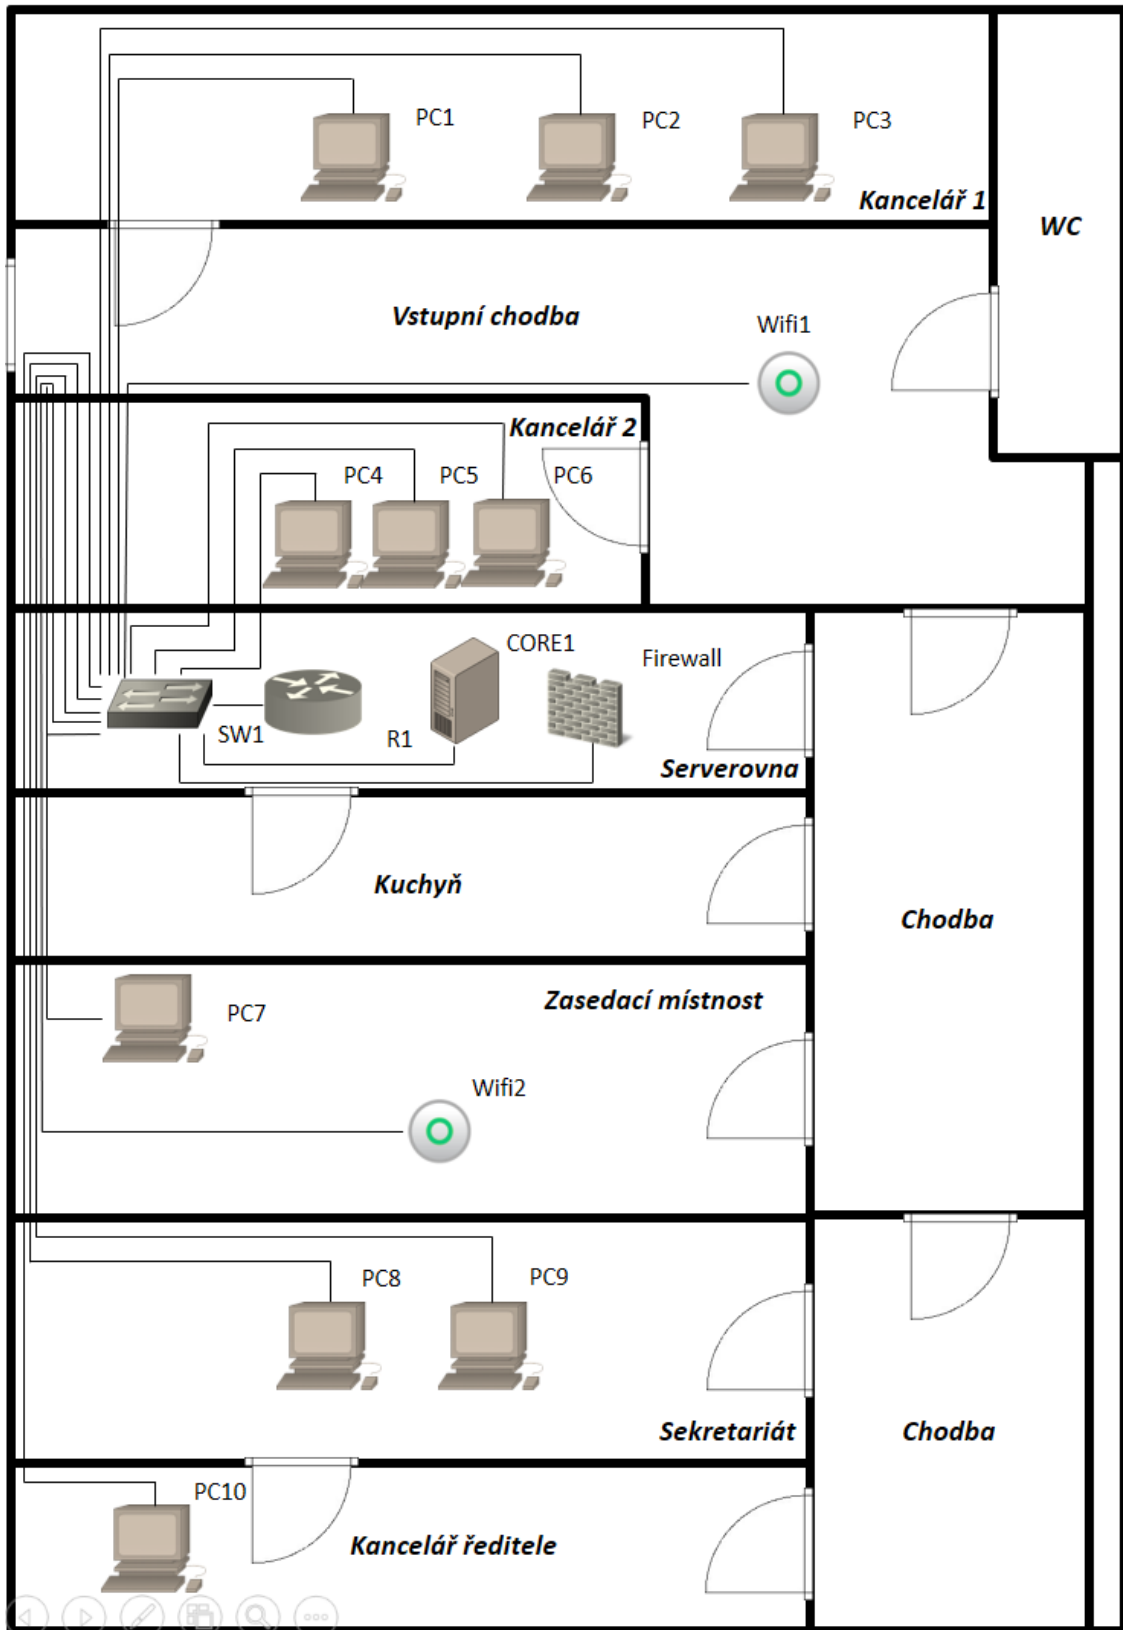 PC1
PC2
PC3
Kancelář 1
WC
Vstupní chodba
Wifi1
Kancelář 2
PC4
PC5
PC6
CORE1
Firewall
SW1
R1
Serverovna
Kuchyň
Chodba
Zasedací místnost
PC7
Wifi2
PC8
PC9
Sekretariát
Chodba
PC10
Kancelář ředitele